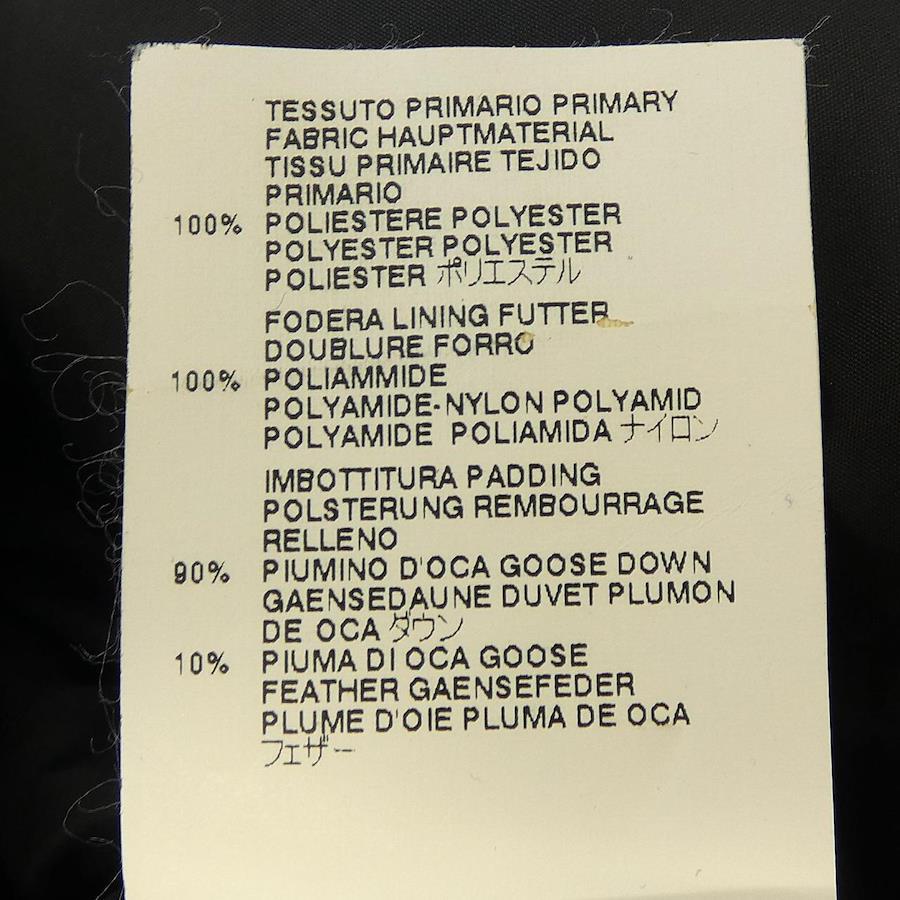 TESSUTO PRIMARIO PRIMARY
FABRIC HAUPTMATERIAL
TISSU PRIMAIRE TEJIDO
PRIMARIO
100% POLIESTERE POLYESTER
POLYESTER POLYESTER
POLIESTER ポリエステル
FODERA LINING FUTTER
DOUBLURE FORRO
100% POLIAMMIDE
POLYAMIDE-NYLON POLYAMID
POLYAMIDE POLIAMIDA ナイロン
IMBOTTITURA PADDING
POLSTERUNG REMBOURRAGE
RELLENO
90% PIUMINO D'OCA GOOSE DOWN
GAENSEDAUNE DUVET PLUMON
DE OCA ダウン
10% PIUMA DI OCA GOOSE
FEATHER GAENSEFEDER
PLUME D'OIE PLUMA DE OCA
フェザー